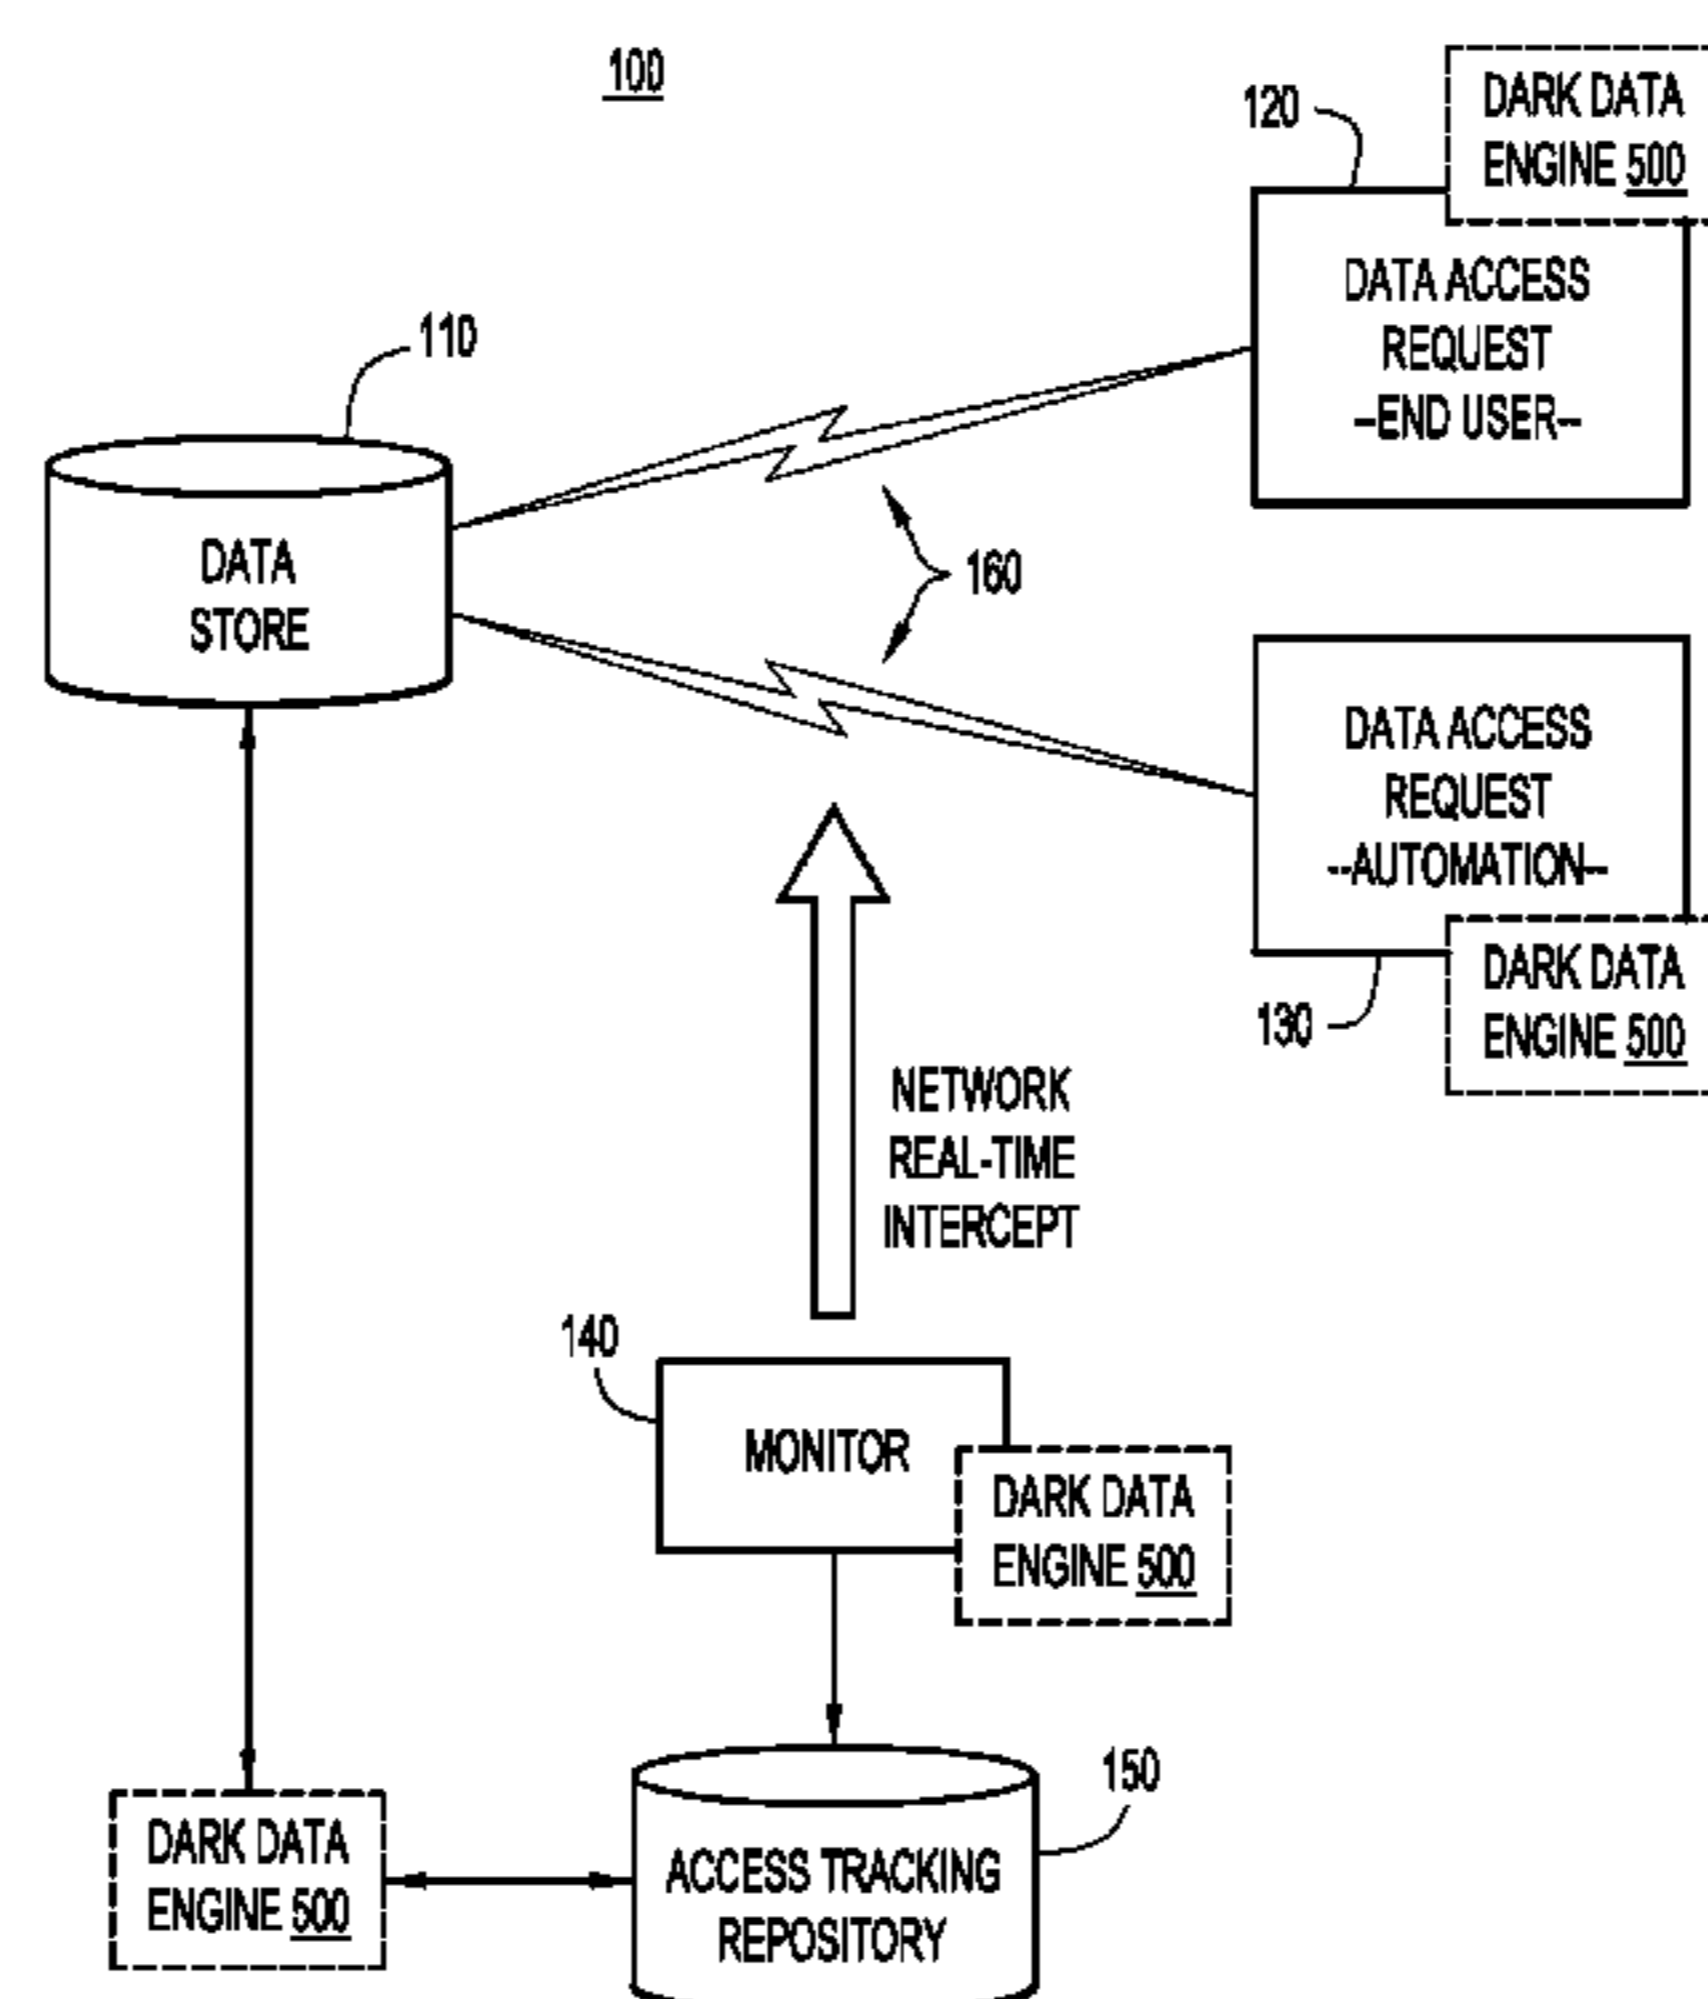 100
120
DARK DATA
ENGINE 500
DATA ACCESS
REQUEST
--END USER--
110
DATA
STORE
160
DATA ACCESS
REQUEST
--AUTOMATION--
DARK DATA
ENGINE 500
130
NETWORK
REAL-TIME
INTERCEPT
140
MONITOR
DARK DATA
ENGINE 500
150
DARK DATA
ENGINE 500
ACCESS TRACKING
REPOSITORY